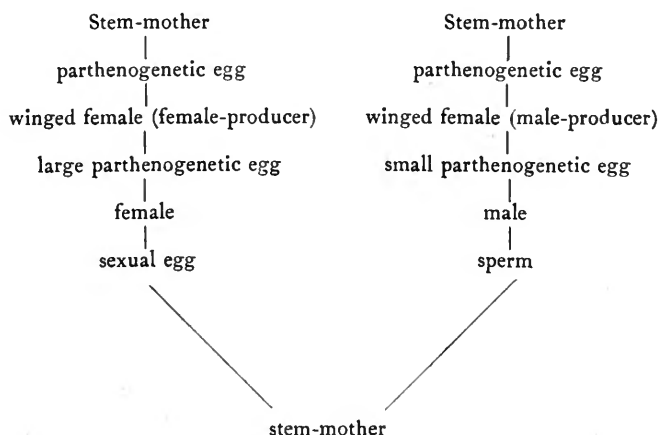 Stem-mother
parthenogenetic egg
winged female (female-producer)
large parthenogenetic egg
female
sexual egg
Stem-mother
parthenogenetic egg
winged female (male-producer)
small parthenogenetic egg
male
sperm
stem-mother